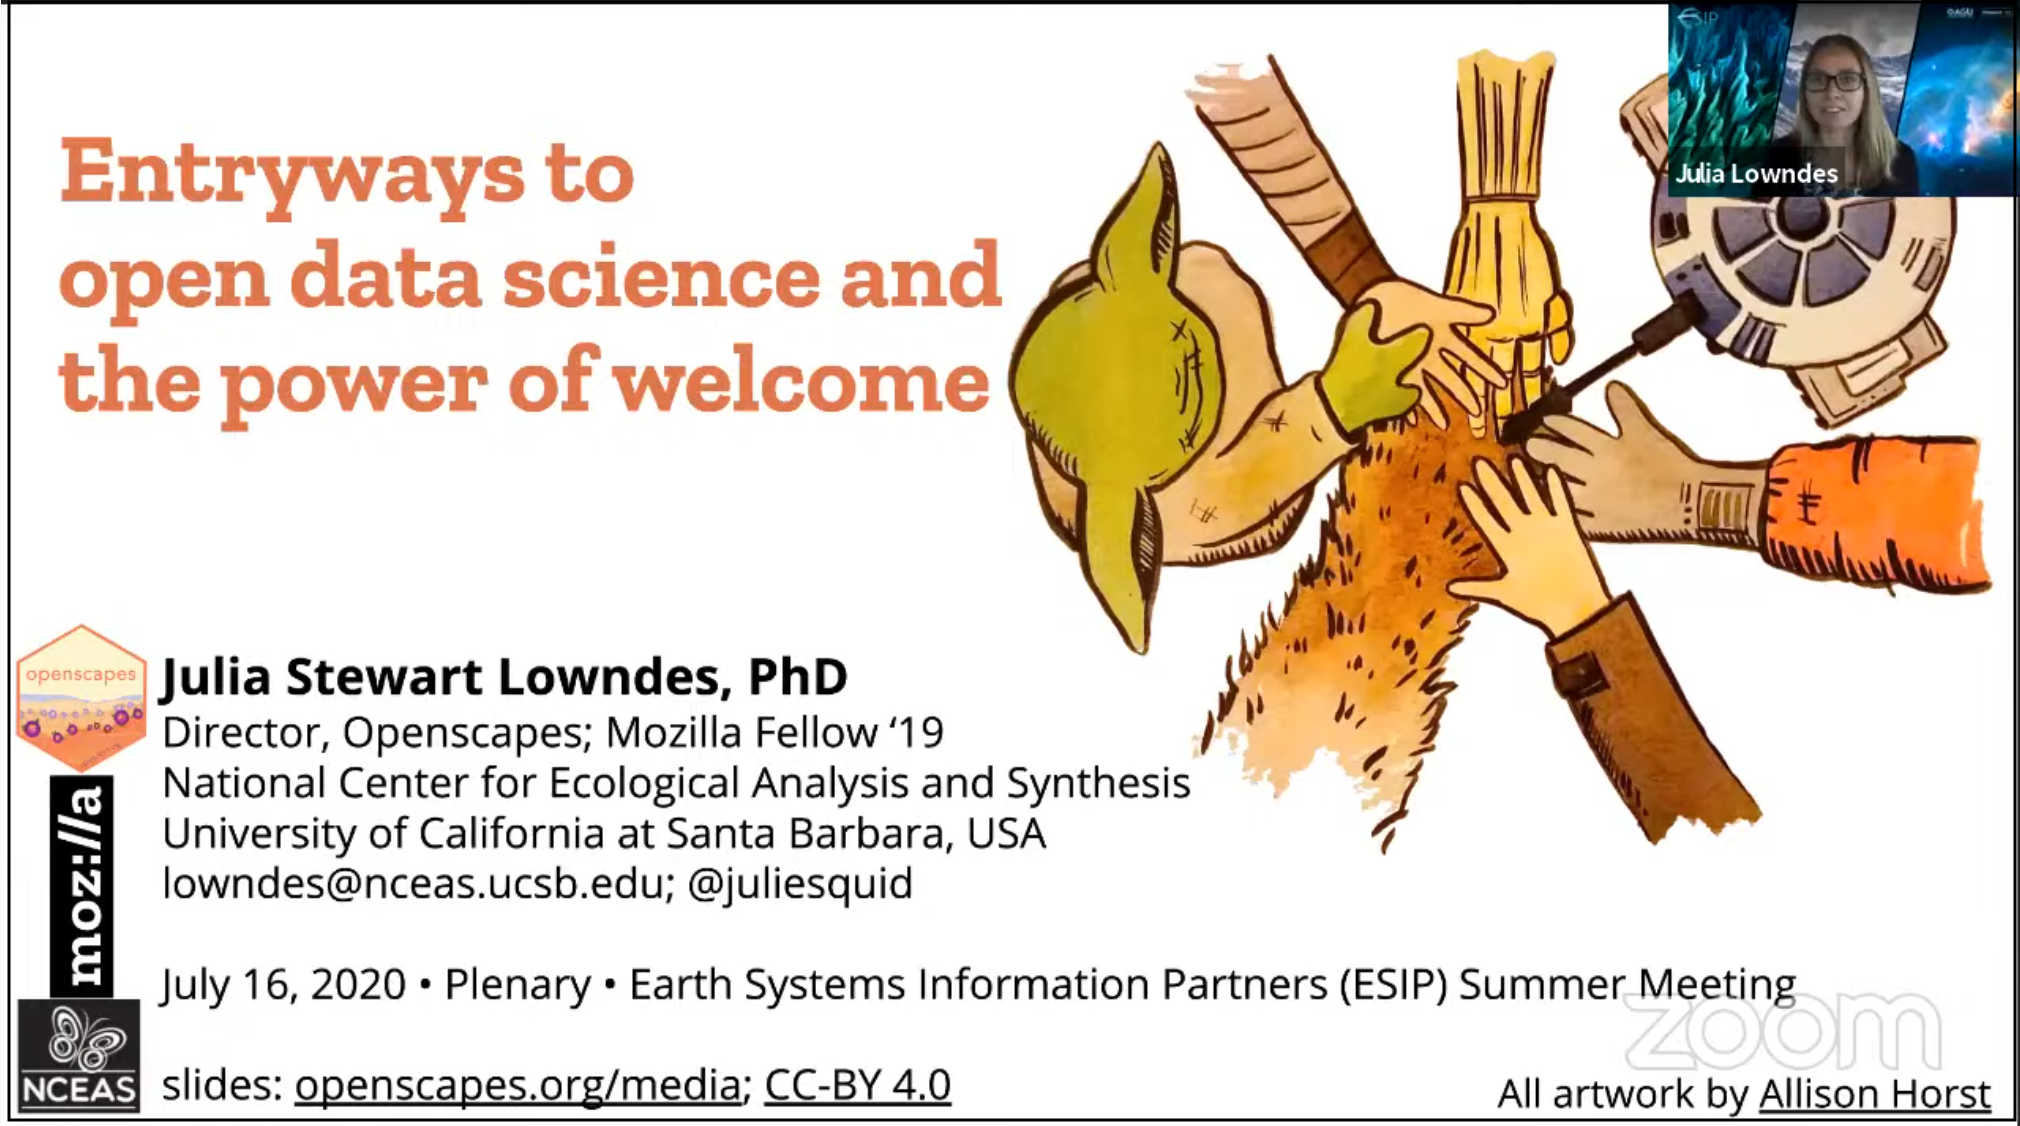 Entryways to
open data science and
the power of welcome
ESIP
AGU
Julia Lowndes
openscapes
Julia Stewart Lowndes, PhD
Director, Openscapes; Mozilla Fellow ‘19
National Center for Ecological Analysis and Synthesis
University of California at Santa Barbara, USA
lowndes@nceas.ucsb.edu; @juliesquid
moz://a
July 16, 2020 • Plenary • Earth Systems Information Partners (ESIP) Summer Meeting
zoom
NCEAS
slides: openscapes.org/media; CC-BY 4.0
All artwork by Allison Horst